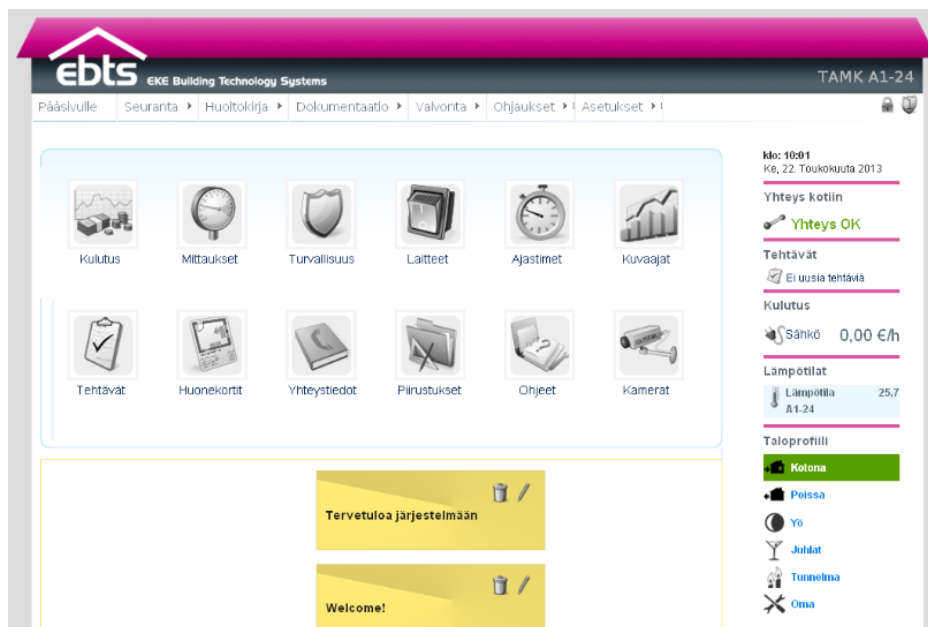 ebts EKE Building Technology Systems
TAMK A1-24
Pääsivulle Seuranta Huoltokirja Dokumentaatio Valvonta Ohjaukset Asetukset
klo: 10:01
Ke, 22. Toukokuuta 2013
Yhteys kotiin
Yhteys OK
Tehtävät
Ei uusia tehtäviä
Kulutus
Sähkö 0,00 €/h
Lämpötilat
Lämpötila 25,7
A1-24
Taloprofiili
Kotona
Poissa
Yö
Juhlat
Tunnelma
Oma
Kulutus Mittaukset Turvallisuus Laitteet Ajastimet Kuvaajat
Tehtävät Huonekortit Yhteystiedot Piirustukset Ohjeet Kamerat
Tervetuloa järjestelmään
Welcome!